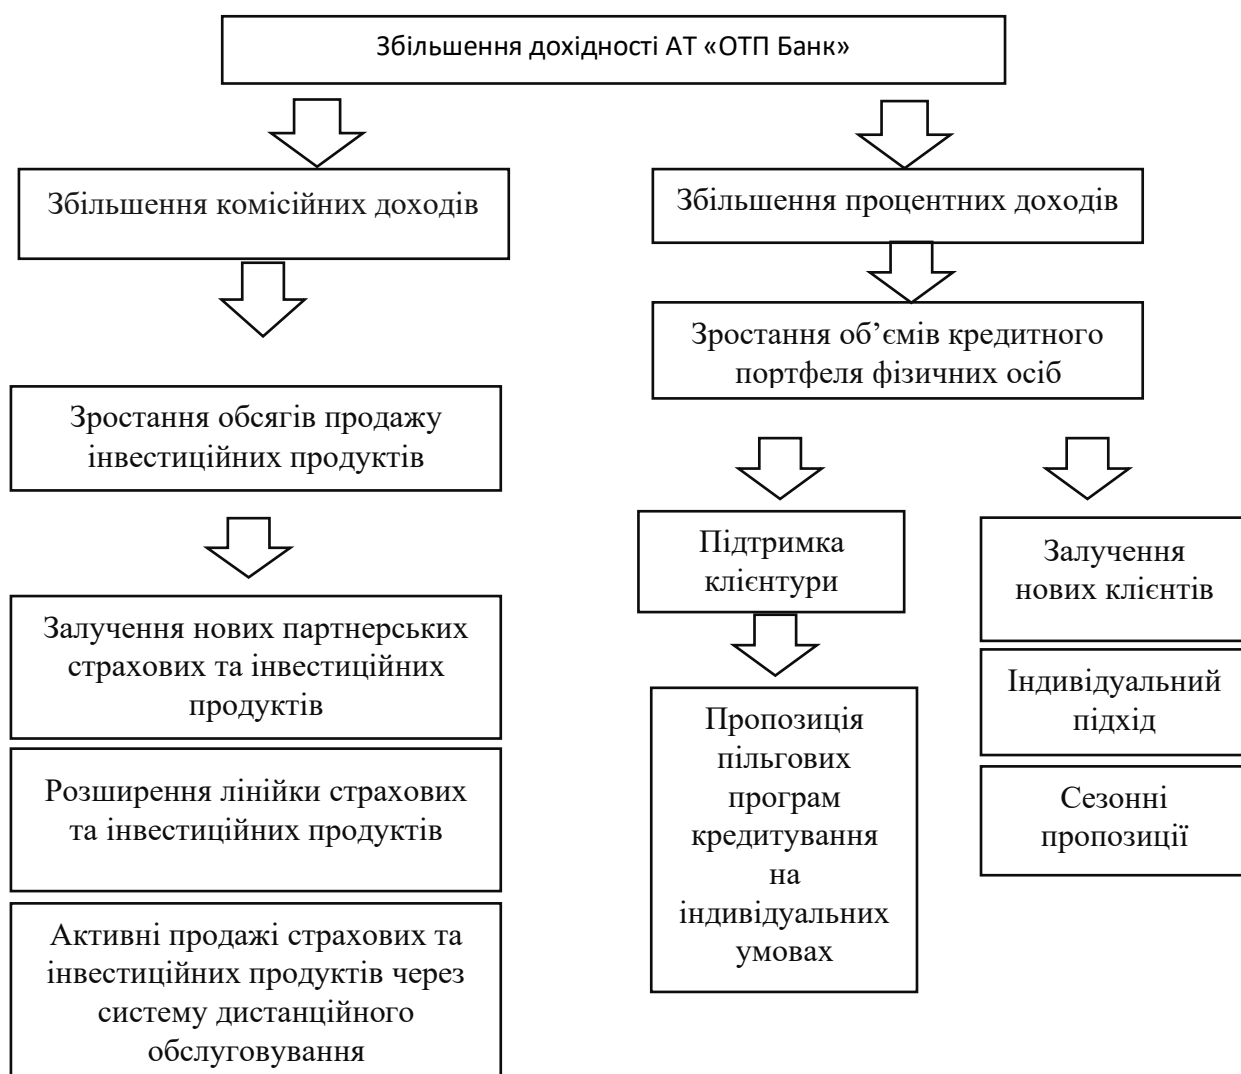 Збільшення дохідності АТ «ОТП Банк»
Збільшення комісійних доходів
Збільшення процентних доходів
Зростання об’ємів кредитного
портфеля фізичних осіб
Зростання обсягів продажу
інвестиційних продуктів
Підтримка
клієнтури
Залучення
нових клієнтів
Залучення нових партнерських
страхових та інвестиційних
продуктів
Індивідуальний
підхід
Пропозиція
пільгових
програм
кредитування
на
індивідуальних
умовах
Розширення лінійки страхових
та інвестиційних продуктів
Сезонні
пропозиції
Активні продажі страхових та
інвестиційних продуктів через
систему дистанційного
обслуговування